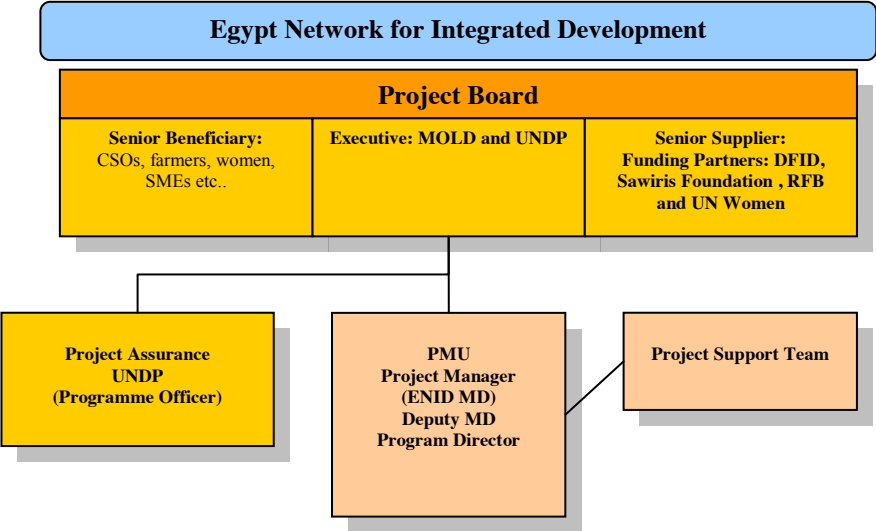 Egypt Network for Integrated Development
Project Board
Senior Beneficiary:
CSOs, farmers, women,
SMEs etc..
Executive: MOLD and UNDP
Senior Supplier:
Funding Partners: DFID,
Sawiris Foundation , RFB
and UN Women
Project Assurance
UNDP
(Programme Officer)
PMU
Project Manager
(ENID MD)
Deputy MD
Program Director
Project Support Team